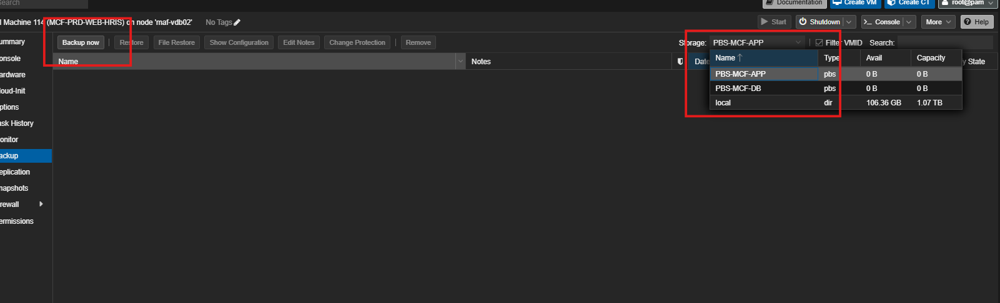 Search
Documentation
Create VM
Create CT
root@pam
l Machine 114 (MCF-PRD-WEB-HRIS) on node 'maf-vdb02'
No Tags
Start
Shutdown
Console
More
Help
ummary
onsole
ardware
loud-Init
ptions
ask History
onitor
ackup
eplication
napshots
rewall
ermissions
Backup now
Restore
File Restore
Show Configuration
Edit Notes
Change Protection
Remove
Storage: PBS-MCF-APP
Filter VMID
Search:
Name
Notes
Date
y State
Name Type Avail Capacity
PBS-MCF-APP pbs 0 B 0 B
PBS-MCF-DB pbs 0 B 0 B
local dir 106.36 GB 1.07 TB